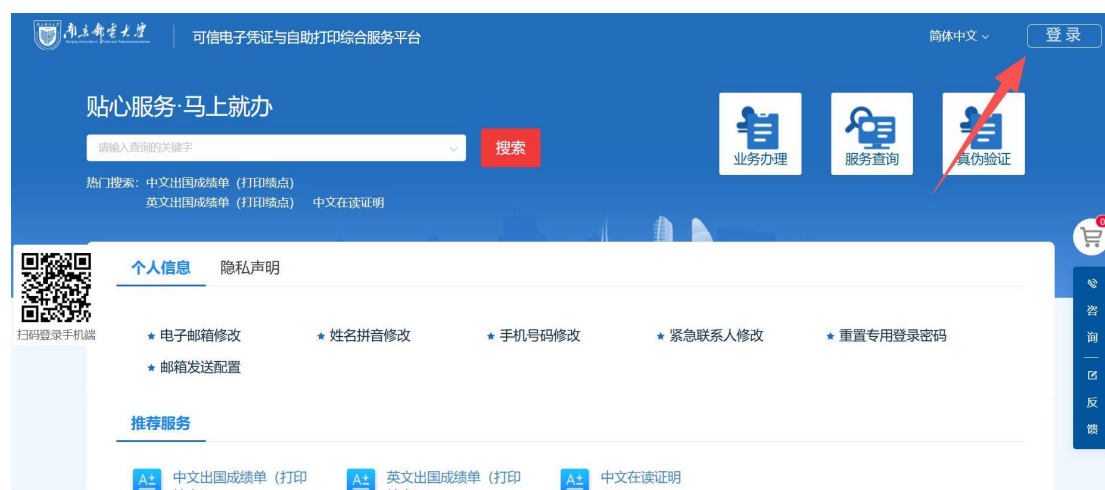 南京邮电大学
可信电子凭证与自助打印综合服务平台
简体中文
登录
贴心服务·马上就办
请输入查询的关键字
搜索
业务办理
服务查询
真伪验证
热门搜索：中文出国成绩单（打印绩点）
英文出国成绩单（打印绩点） 中文在读证明
0
扫码登录手机端
个人信息 隐私声明
★ 电子邮箱修改 ★ 姓名拼音修改 ★ 手机号码修改 ★ 紧急联系人修改 ★ 重置专用登录密码
★ 邮箱发送配置
咨询
反馈
推荐服务
A± 中文出国成绩单（打印
A± 英文出国成绩单（打印
A± 中文在读证明